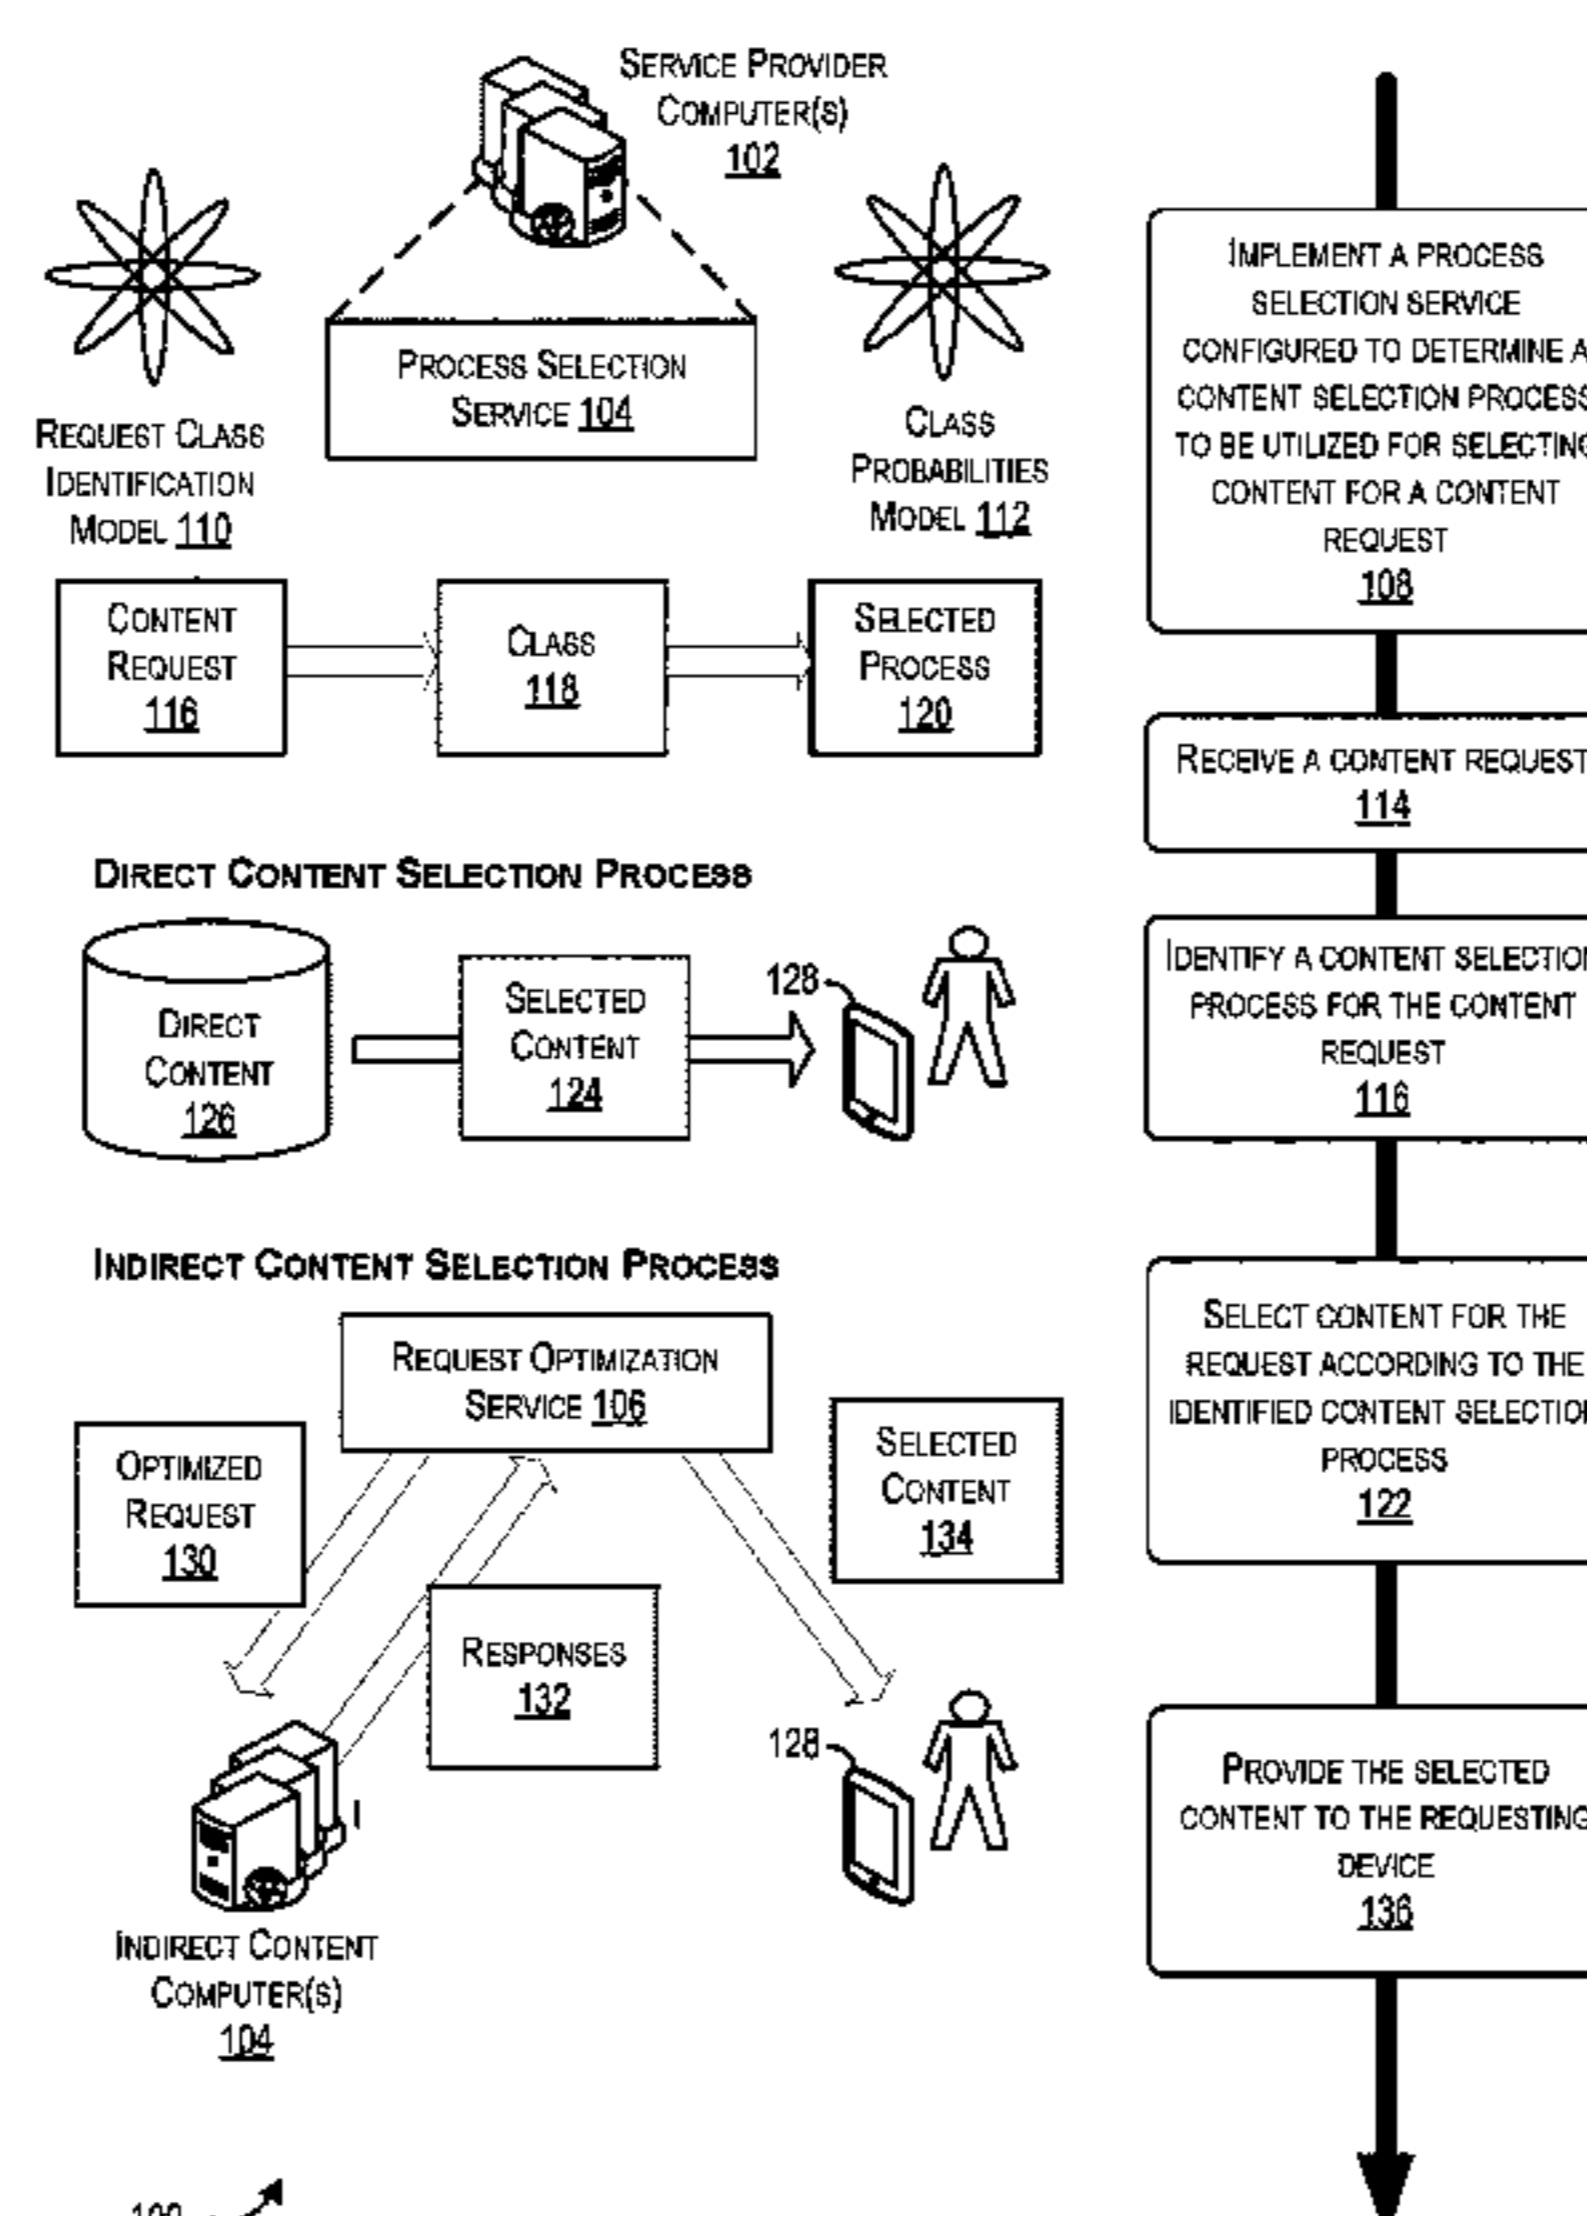 SERVICE PROVIDER
COMPUTER(S)
102
PROCESS SELECTION
SERVICE 104
REQUEST CLASS
IDENTIFICATION
MODEL 110
CLASS
PROBABILITIES
MODEL 112
CONTENT
REQUEST
116
CLASS
118
SELECTED
PROCESS
120
DIRECT CONTENT SELECTION PROCESS
DIRECT
CONTENT
126
SELECTED
CONTENT
124
128
INDIRECT CONTENT SELECTION PROCESS
REQUEST OPTIMIZATION
SERVICE 106
OPTIMIZED
REQUEST
130
SELECTED
CONTENT
134
RESPONSES
132
128
INDIRECT CONTENT
COMPUTER(S)
104
IMPLEMENT A PROCESS
SELECTION SERVICE
CONFIGURED TO DETERMINE A
CONTENT SELECTION PROCESS
TO BE UTILIZED FOR SELECTING
CONTENT FOR A CONTENT
REQUEST
108
RECEIVE A CONTENT REQUEST
114
IDENTIFY A CONTENT SELECTION
PROCESS FOR THE CONTENT
REQUEST
116
SELECT CONTENT FOR THE
REQUEST ACCORDING TO THE
IDENTIFIED CONTENT SELECTION
PROCESS
122
PROVIDE THE SELECTED
CONTENT TO THE REQUESTING
DEVICE
136